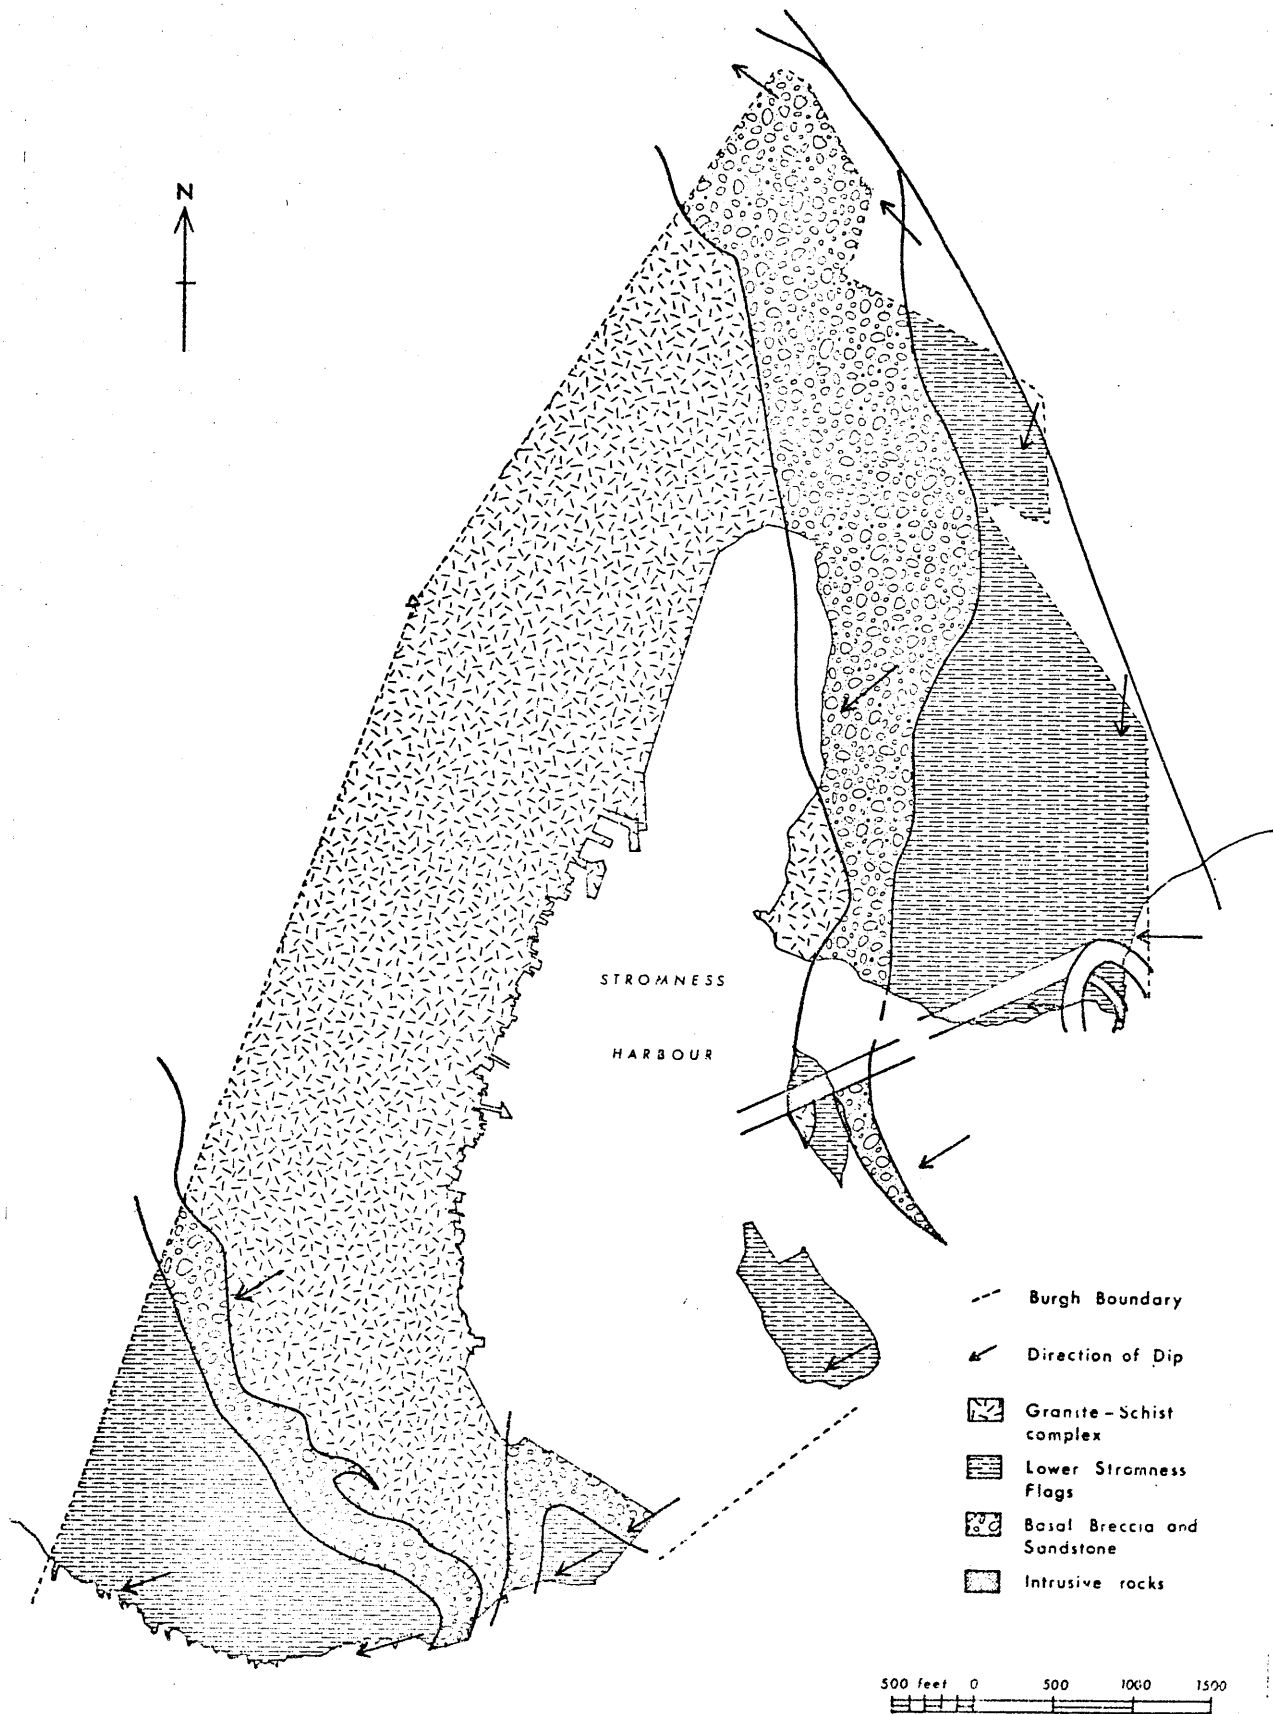 N
STROMNESS
HARBOUR
Burgh Boundary
Direction of Dip
Granite-Schist
complex
Lower Stromness
Flags
Basal Breccia and
Sandstone
Intrusive rocks
500 feet 0 500 1000 1500